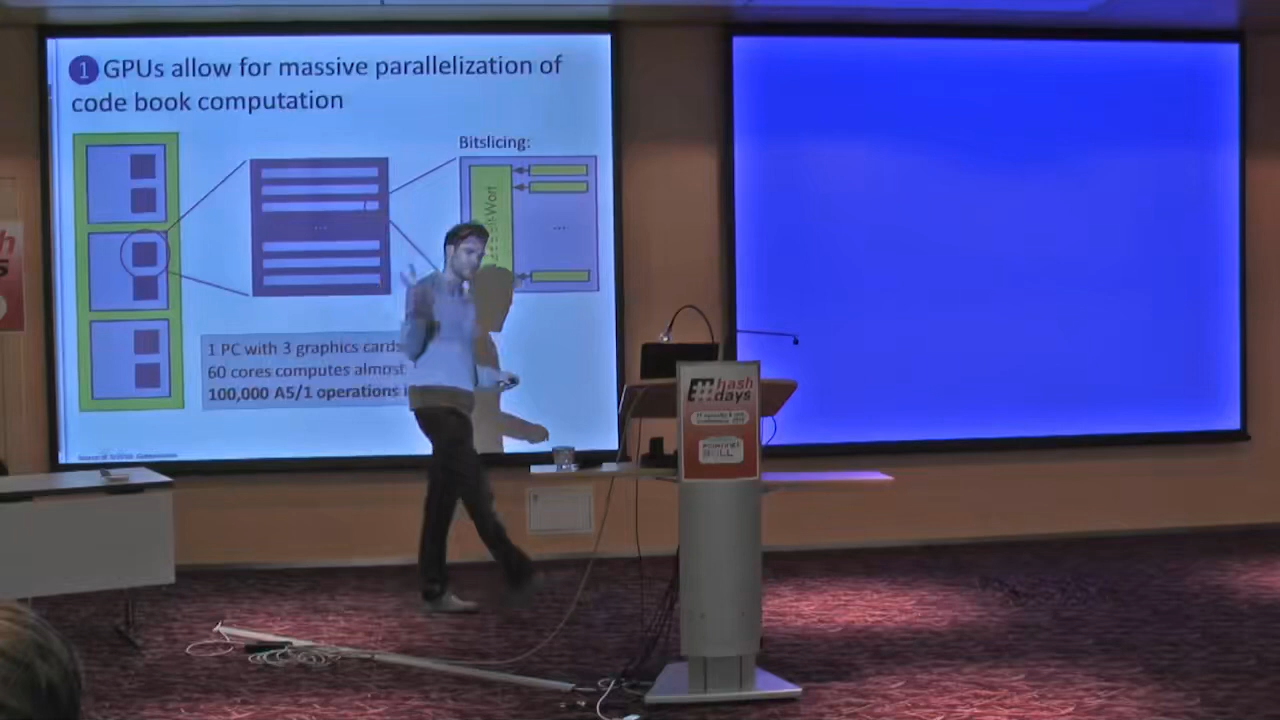 1 GPUs allow for massive parallelization of
code book computation
Bitslicing:
...
...
1 PC with 3 graphics cards
60 cores computes almost
100,000 A5/1 operations
# hash
days